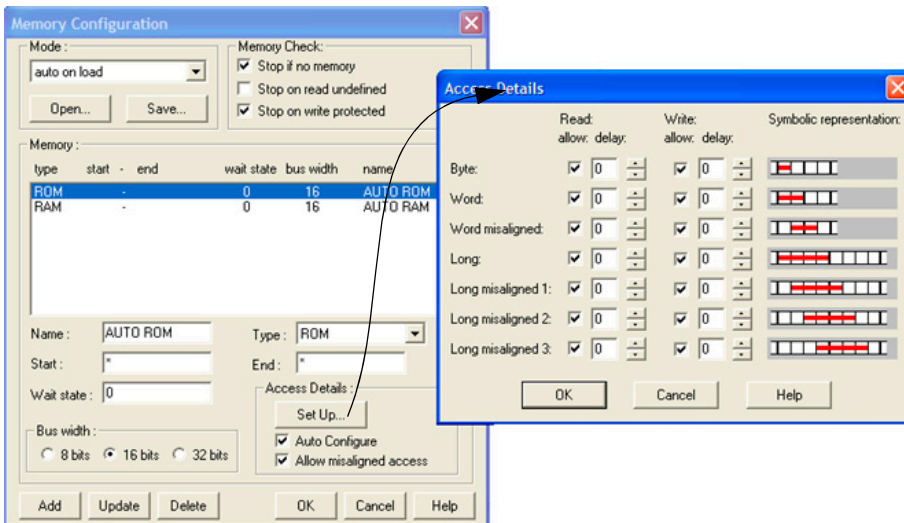 Memory Configuration
Mode :
auto on load
Open... Save...
Memory Check:
Stop if no memory
Stop on read undefined
Stop on write protected
Memory :
type start - end wait state bus width name
ROM - 0 16 AUTO ROM
RAM - 0 16 AUTO RAM
Name : AUTO ROM Type : ROM
Start : * End : *
Wait state : 0
Access Details :
Set Up...
Auto Configure
Allow misaligned access
Bus width :
8 bits 16 bits 32 bits
Add Update Delete OK Cancel Help
Access Details
Read: Write: Symbolic representation:
allow: delay: allow: delay:
Byte: 0 0
Word: 0 0
Word misaligned: 0 0
Long: 0 0
Long misaligned 1: 0 0
Long misaligned 2: 0 0
Long misaligned 3: 0 0
OK Cancel Help